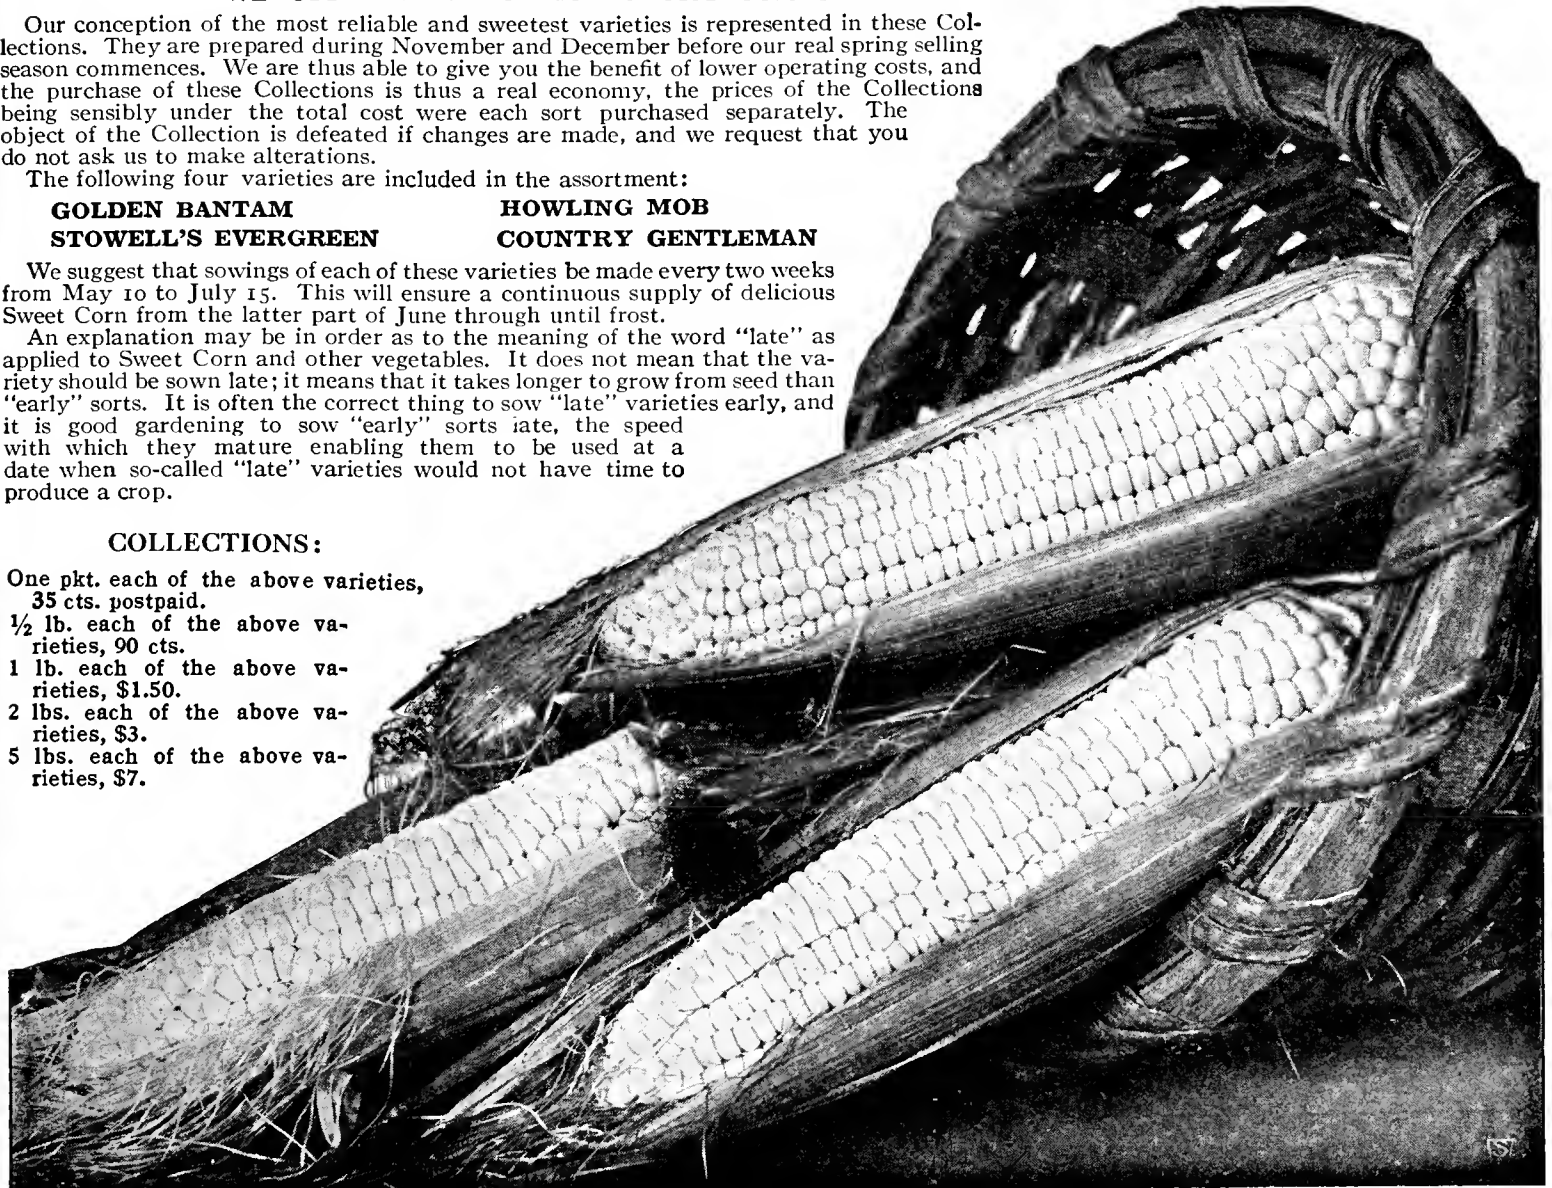 Our conception of the most reliable and sweetest varieties is represented in these Col-
lections. They are prepared during November and December before our real spring selling
season commences. We are thus able to give you the benefit of lower operating costs, and
the purchase of these Collections is thus a real economy, the prices of the Collections
being sensibly under the total cost were each sort purchased separately. The
object of the Collection is defeated if changes are made, and we request that you
do not ask us to make alterations.
The following four varieties are included in the assortment:
GOLDEN BANTAM HOWLING MOB
STOWELL'S EVERGREEN COUNTRY GENTLEMAN
We suggest that sowings of each of these varieties be made every two weeks
from May 10 to July 15. This will ensure a continuous supply of delicious
Sweet Corn from the latter part of June through until frost.
An explanation may be in order as to the meaning of the word "late" as
applied to Sweet Corn and other vegetables. It does not mean that the va-
riety should be sown late; it means that it takes longer to grow from seed than
"early" sorts. It is often the correct thing to sow "late" varieties early, and
it is good gardening to sow "early" sorts late, the speed
with which they mature enabling them to be used at a
date when so-called "late" varieties would not have time to
produce a crop.
COLLECTIONS:
One pkt. each of the above varieties,
35 cts. postpaid.
½ lb. each of the above va-
rieties, 90 cts.
1 lb. each of the above va-
rieties, $1.50.
2 lbs. each of the above va-
rieties, $3.
5 lbs. each of the above va-
rieties, $7.